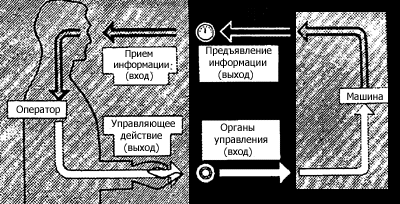 Прием
информации
(вход)
Предъявление
информации
(выход)
Оператор
Машина
Управляющее
действие
(выход)
Органы
управления
(вход)